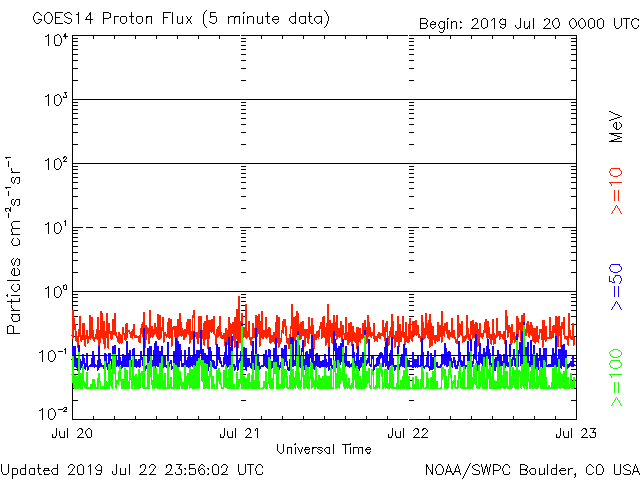 GOES14 Proton Flux (5 minute data)
Begin: 2019 Jul 20 0000 UTC
Particles cm⁻²s⁻¹sr⁻¹
10⁴
10³
10²
10¹
10⁰
10⁻¹
10⁻²
Jul 20 Jul 21 Jul 22 Jul 23
Universal Time
MeV
>=10
>=50
>=100
Updated 2019 Jul 22 23:56:02 UTC
NOAA/SWPC Boulder, CO USA